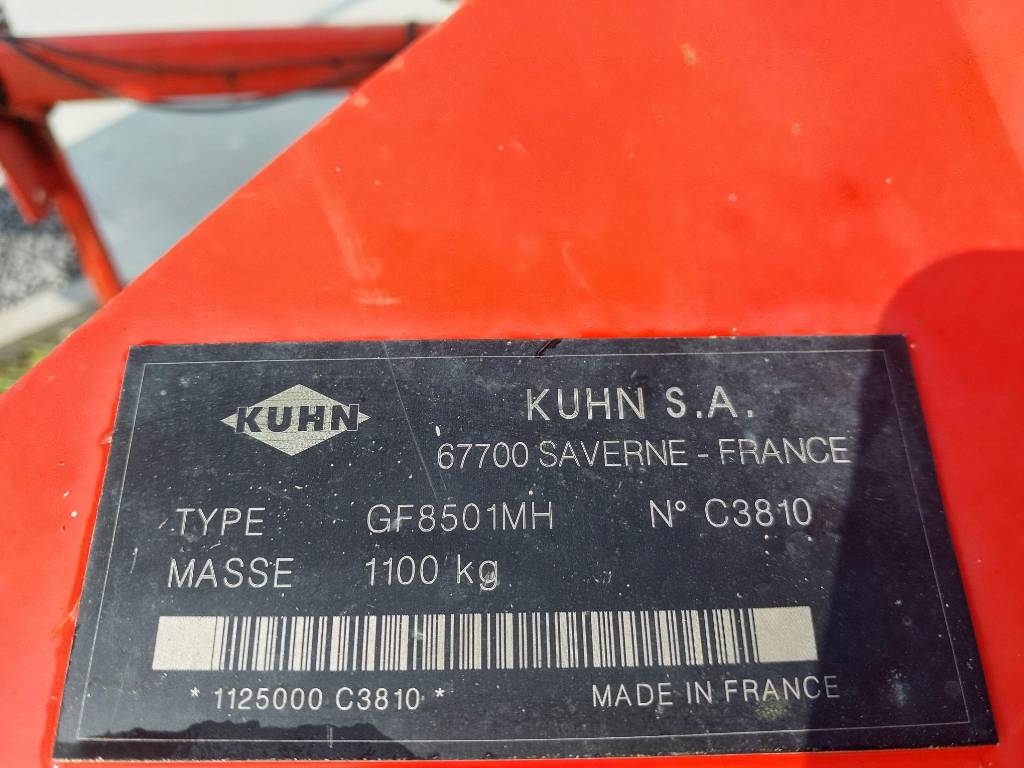 KUHN
KUHN S.A.
67700 SAVERNE - FRANCE
TYPE GF8501MH N° C3810
MASSE 1100 kg
* 1125000 C3810 *
MADE IN FRANCE